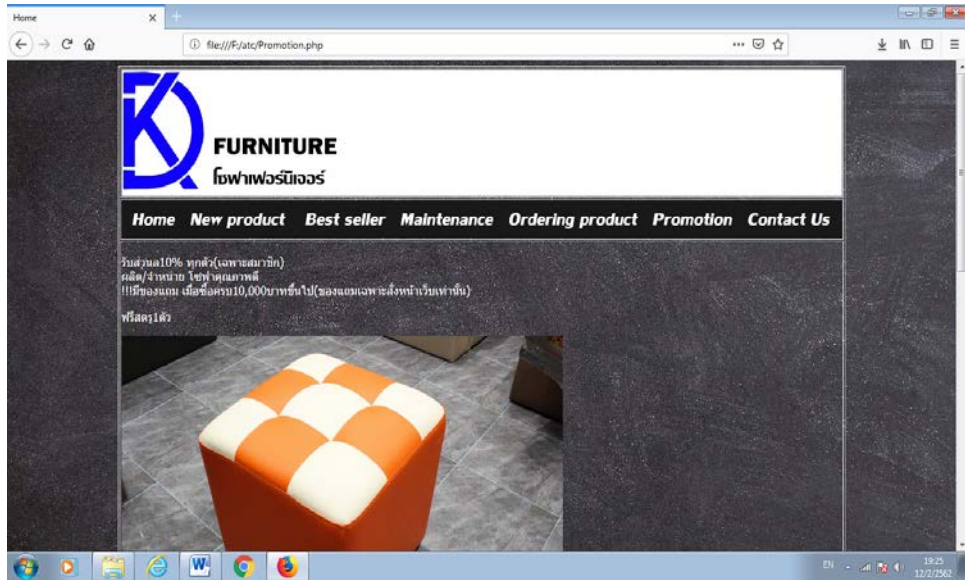 Home
file:///F:/atc/Promotion.php
FURNITURE
โซฟาเฟอร์นิเจอร์
Home New product Best seller Maintenance Ordering product Promotion Contact Us
รับส่วนล10% ทุกตัว(เฉพาะสมาชิก)
ผลิต/จำหน่าย โซฟาคุณภาพดี
!!!มีของแถม เมื่อซื้อครบ10,000บาทขึ้นไป(ของแถมเฉพาะสั่งหน้าเว็บเท่านั้น)
ฟรีสตรู1ตัว
EN
19:25
12/2/2562